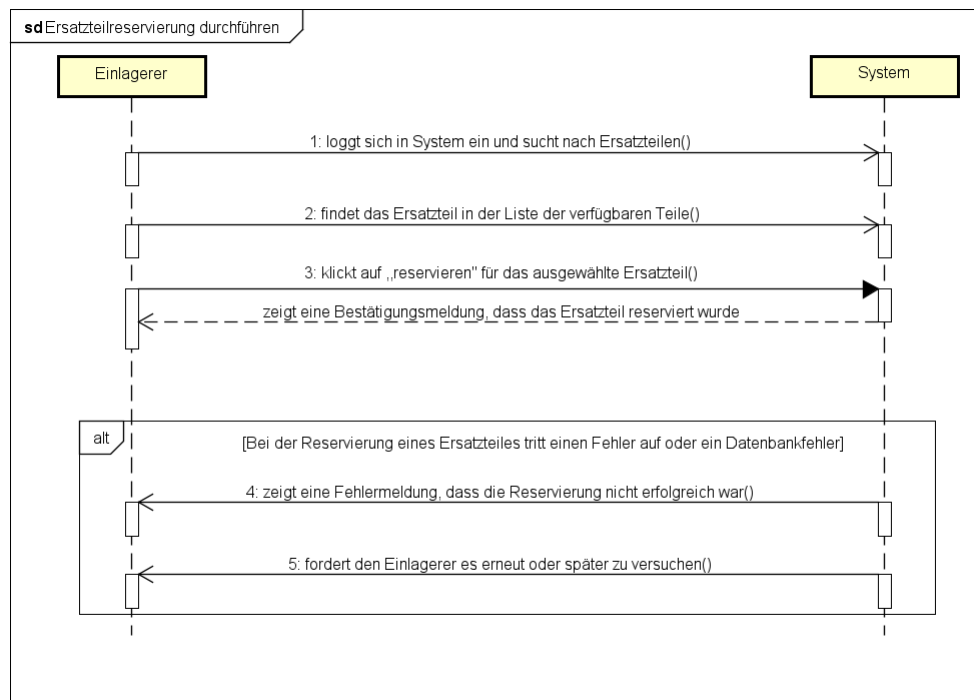 sd Ersatzteilreservierung durchführen
Einlagerer
System
1: loggt sich in System ein und sucht nach Ersatzteilen()
2: findet das Ersatzteil in der Liste der verfügbaren Teile()
3: klickt auf ,,reservieren" für das ausgewählte Ersatzteil()
zeigt eine Bestätigungsmeldung, dass das Ersatzteil reserviert wurde
alt
[Bei der Reservierung eines Ersatzteiles tritt einen Fehler auf oder ein Datenbankfehler]
4: zeigt eine Fehlermeldung, dass die Reservierung nicht erfolgreich war()
5: fordert den Einlagerer es erneut oder später zu versuchen()